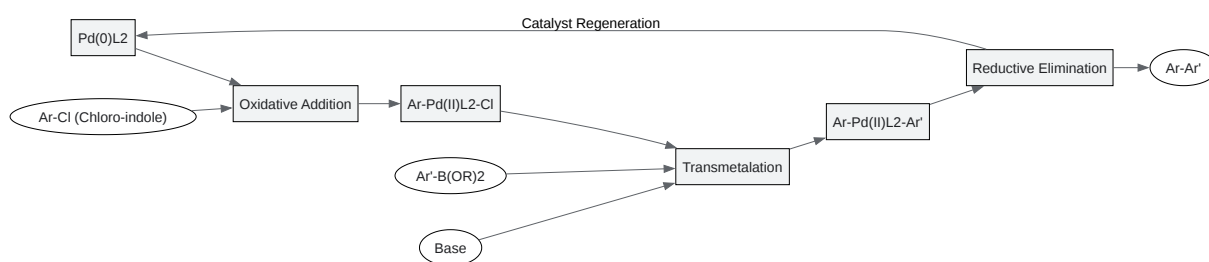 Catalyst Regeneration
Pd(0)L2
Ar-Cl (Chloro-indole)
Oxidative Addition
Ar-Pd(II)L2-Cl
Ar'-B(OR)2
Base
Transmetalation
Ar-Pd(II)L2-Ar'
Reductive Elimination
Ar-Ar'